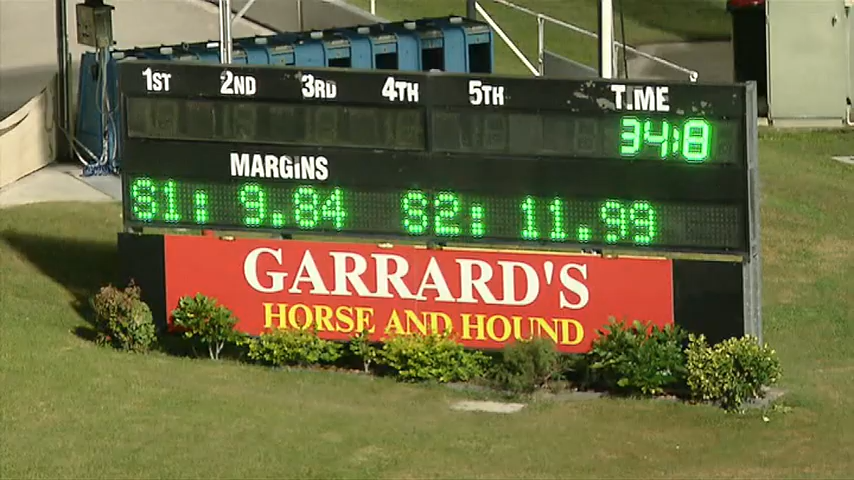 1ST 2ND 3RD 4TH 5TH TIME
34:8
MARGINS
S1: 9.84 S2: 11.99
GARRARD'S
HORSE AND HOUND